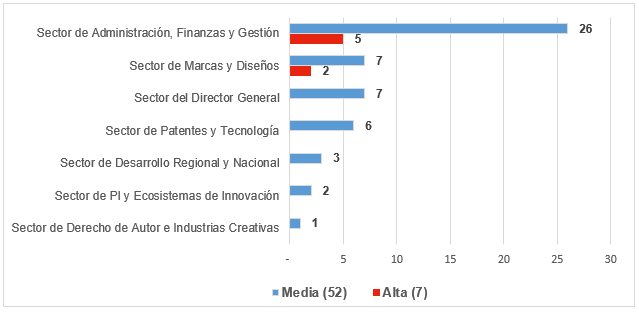 Sector de Administración, Finanzas y Gestión 26
5
Sector de Marcas y Diseños 7
2
Sector del Director General 7
Sector de Patentes y Tecnología 6
Sector de Desarrollo Regional y Nacional 3
Sector de PI y Ecosistemas de Innovación 2
Sector de Derecho de Autor e Industrias Creativas 1
- 5 10 15 20 25 30
Media (52) Alta (7)